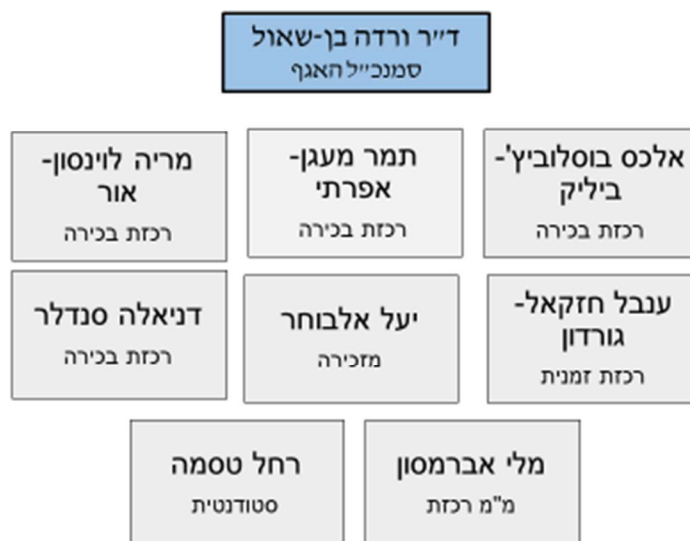 ד״ר ורדה בן-שאול
סמנכ״ל האגף
אלכס בוסלוביץ'-
ביליק
רכזת בכירה
תמר מעגן-
אפרתי
רכזת בכירה
מריה לוינסון-
אור
רכזת בכירה
ענבל חזקאל-
גורדון
רכזת זמנית
יעל אלבוחר
מזכירה
דניאלה סנדלר
רכזת בכירה
מלי אברמסון
מ"מ רכזת
רחל טסמה
סטודנטית